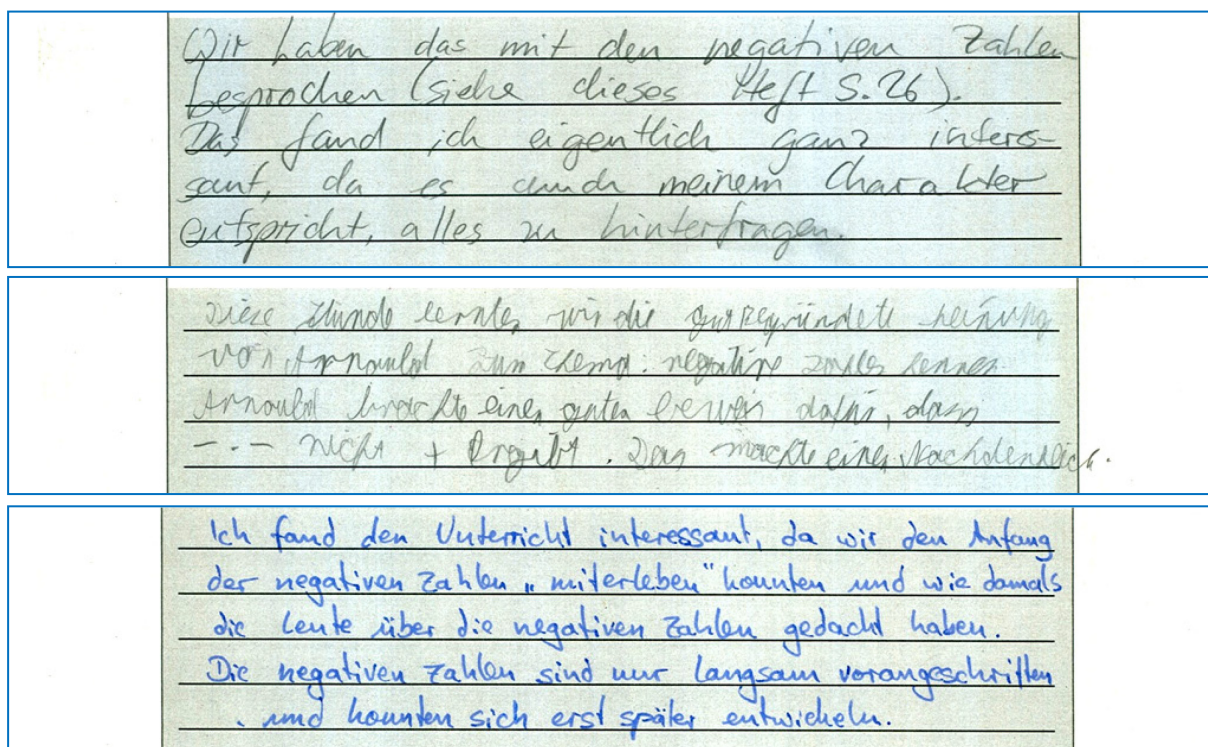 Wir haben das mit den negativen Zahlen
besprochen (siehe dieses Heft S. 26).
Das fand ich eigentlich ganz interes-
sant, da es auch meinem Charakter
entspricht, alles zu hinterfragen.
Diese Stunde lernten wir die gut Begründete Meinung
von Arnauld zum Thema: negative Zahlen kennen
Arnauld brachte einen guten beweis dafür, dass
− · − nicht + Ergibt. Das machte einen Nachdenklich.
Ich fand den Unterricht interessant, da wir den Anfang
der negativen Zahlen „miterleben" konnten und wie damals
die Leute über die negativen Zahlen gedacht haben.
Die negativen Zahlen sind nur langsam vorangeschritten
und konnten sich erst später entwickeln.